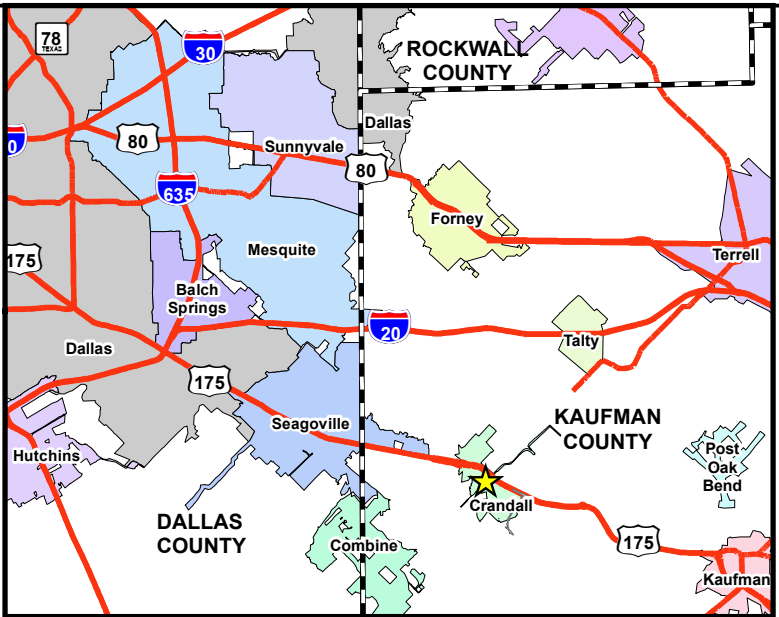 78
TEXAS
30
ROCKWALL
COUNTY
Dallas
0
80
Sunnyvale
80
635
Forney
175
Mesquite
Terrell
Balch
Springs
20
Talty
Dallas
175
Seagoville
KAUFMAN
COUNTY
Hutchins
Post
Oak
Bend
Crandall
DALLAS
COUNTY
Combine
175
Kaufman